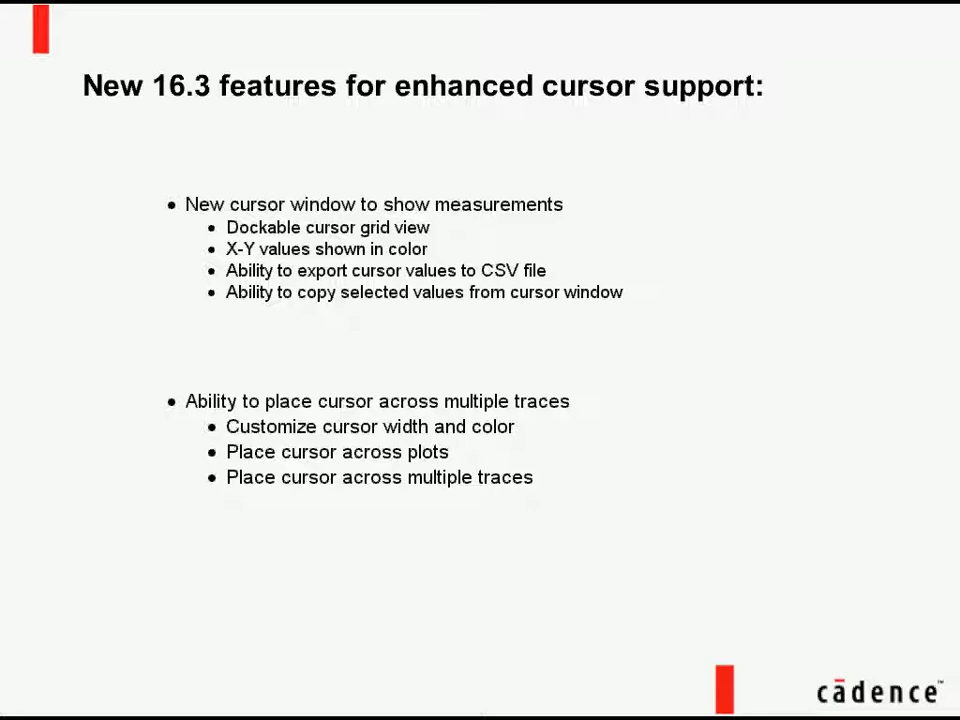 New 16.3 features for enhanced cursor support:
• New cursor window to show measurements
• Dockable cursor grid view
• X-Y values shown in color
• Ability to export cursor values to CSV file
• Ability to copy selected values from cursor window
• Ability to place cursor across multiple traces
• Customize cursor width and color
• Place cursor across plots
• Place cursor across multiple traces
cādence™